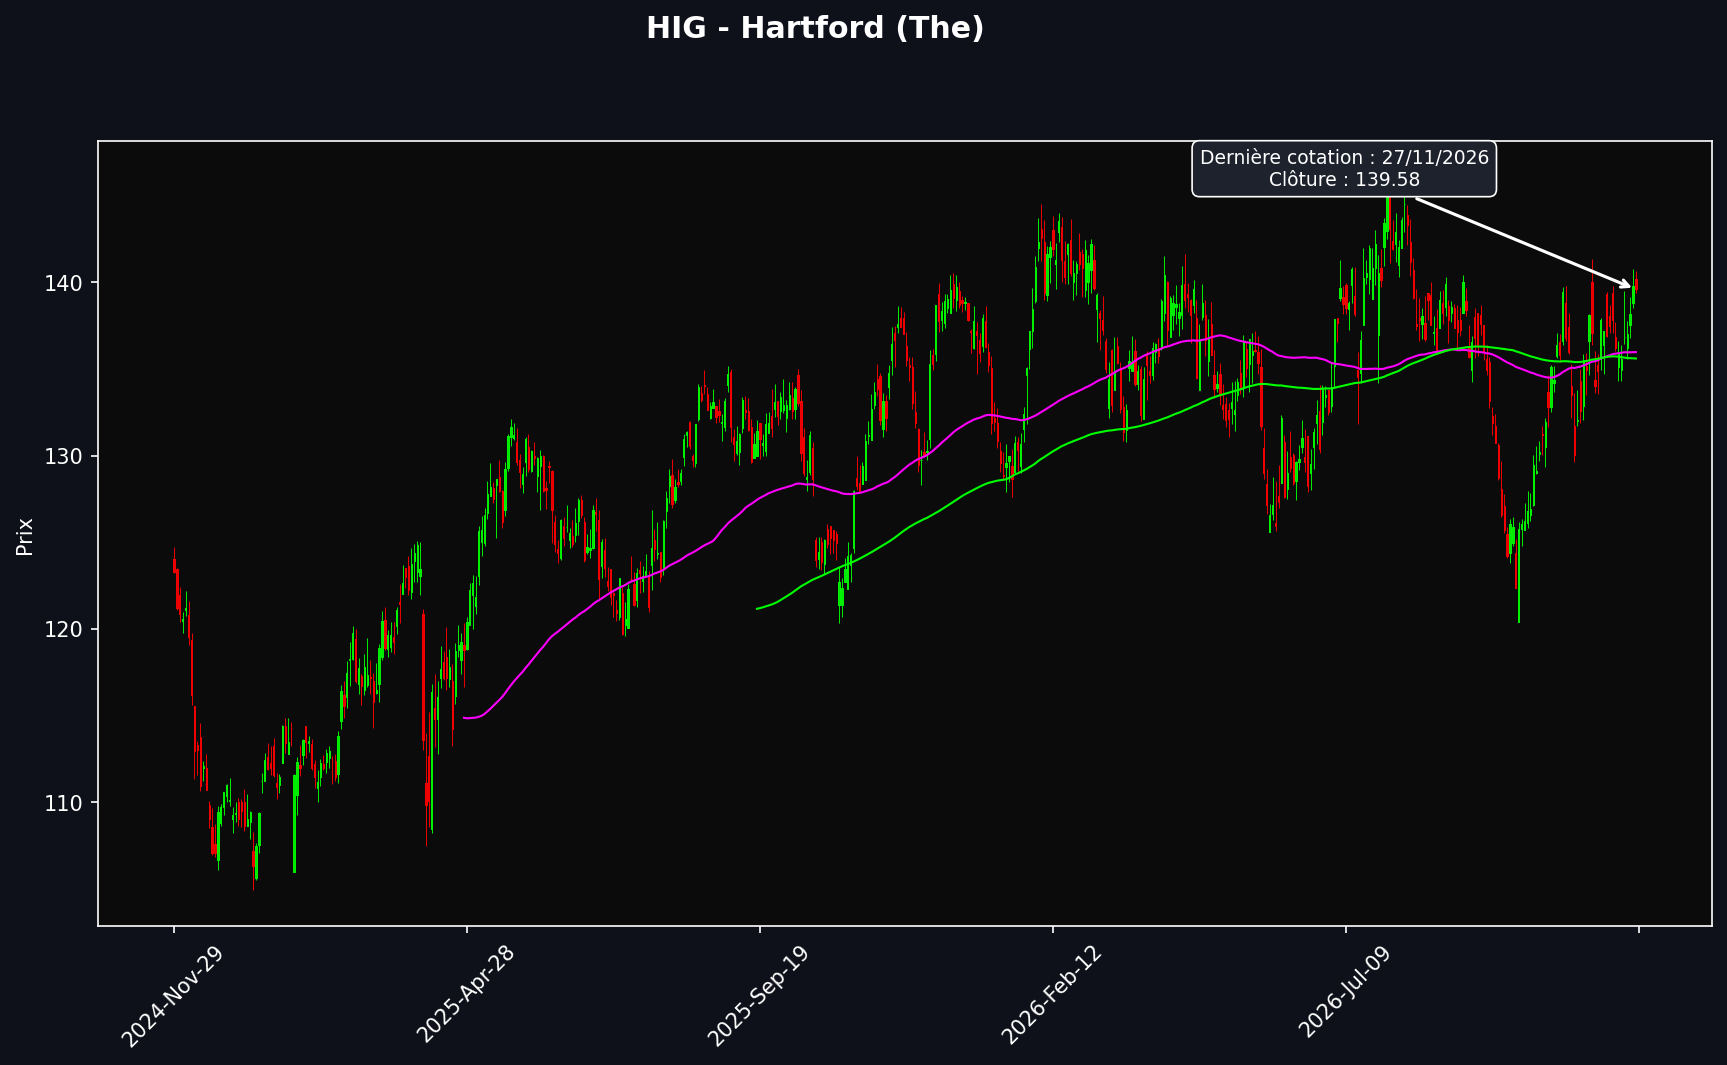 HIG - Hartford (The)
Dernière cotation : 27/11/2026
Clôture : 139.58
Prix
140
130
120
110
2024-Nov-29
2025-Apr-28
2025-Sep-19
2026-Feb-12
2026-Jul-09